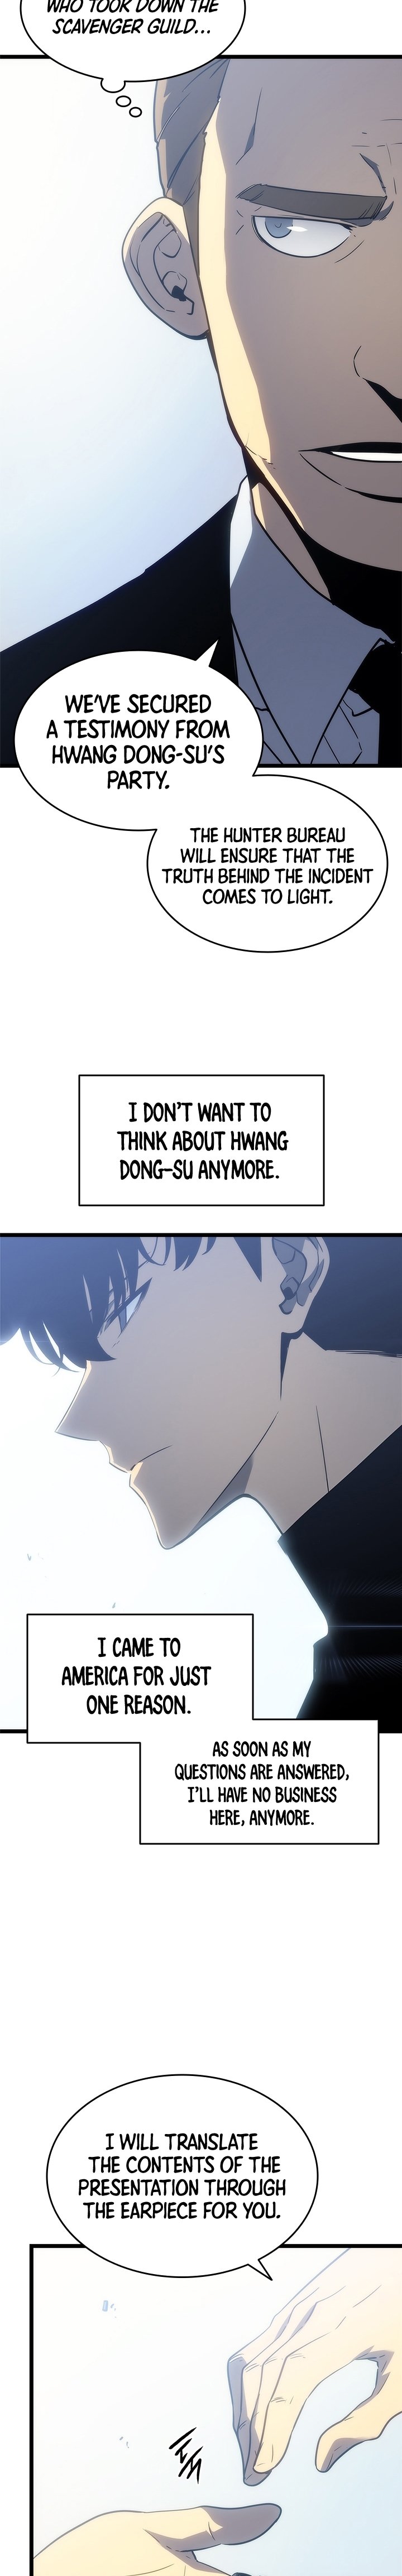 WHO TOOK DOWN THE
SCAVENGER GUILD...
WE'VE SECURED
A TESTIMONY FROM
HWANG DONG-SU'S
PARTY.
THE HUNTER BUREAU
WILL ENSURE THAT THE
TRUTH BEHIND THE INCIDENT
COMES TO LIGHT.
I DON'T WANT TO
THINK ABOUT HWANG
DONG-SU ANYMORE.
I CAME TO
AMERICA FOR JUST
ONE REASON.
AS SOON AS MY
QUESTIONS ARE ANSWERED,
I'LL HAVE NO BUSINESS
HERE, ANYMORE.
I WILL TRANSLATE
THE CONTENTS OF THE
PRESENTATION THROUGH
THE EARPIECE FOR YOU.